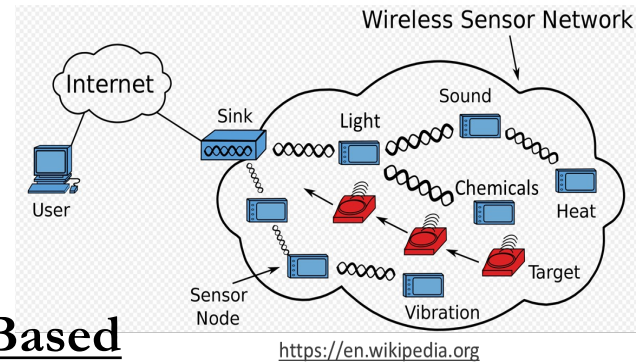 Wireless Sensor Network
Internet
Sound
Sink
Light
Chemicals
User
Heat
Target
Sensor
Node
Vibration
Based
https://en.wikipedia.org